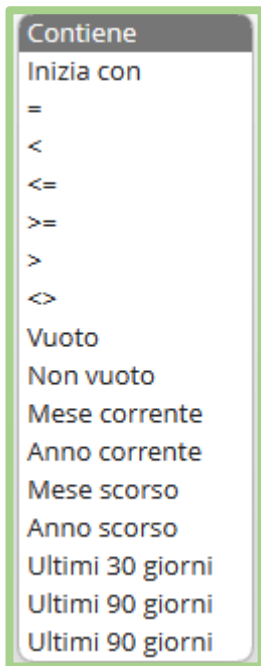 Contiene
Inizia con
=
<
<=
>=
>
<>
Vuoto
Non vuoto
Mese corrente
Anno corrente
Mese scorso
Anno scorso
Ultimi 30 giorni
Ultimi 90 giorni
Ultimi 90 giorni